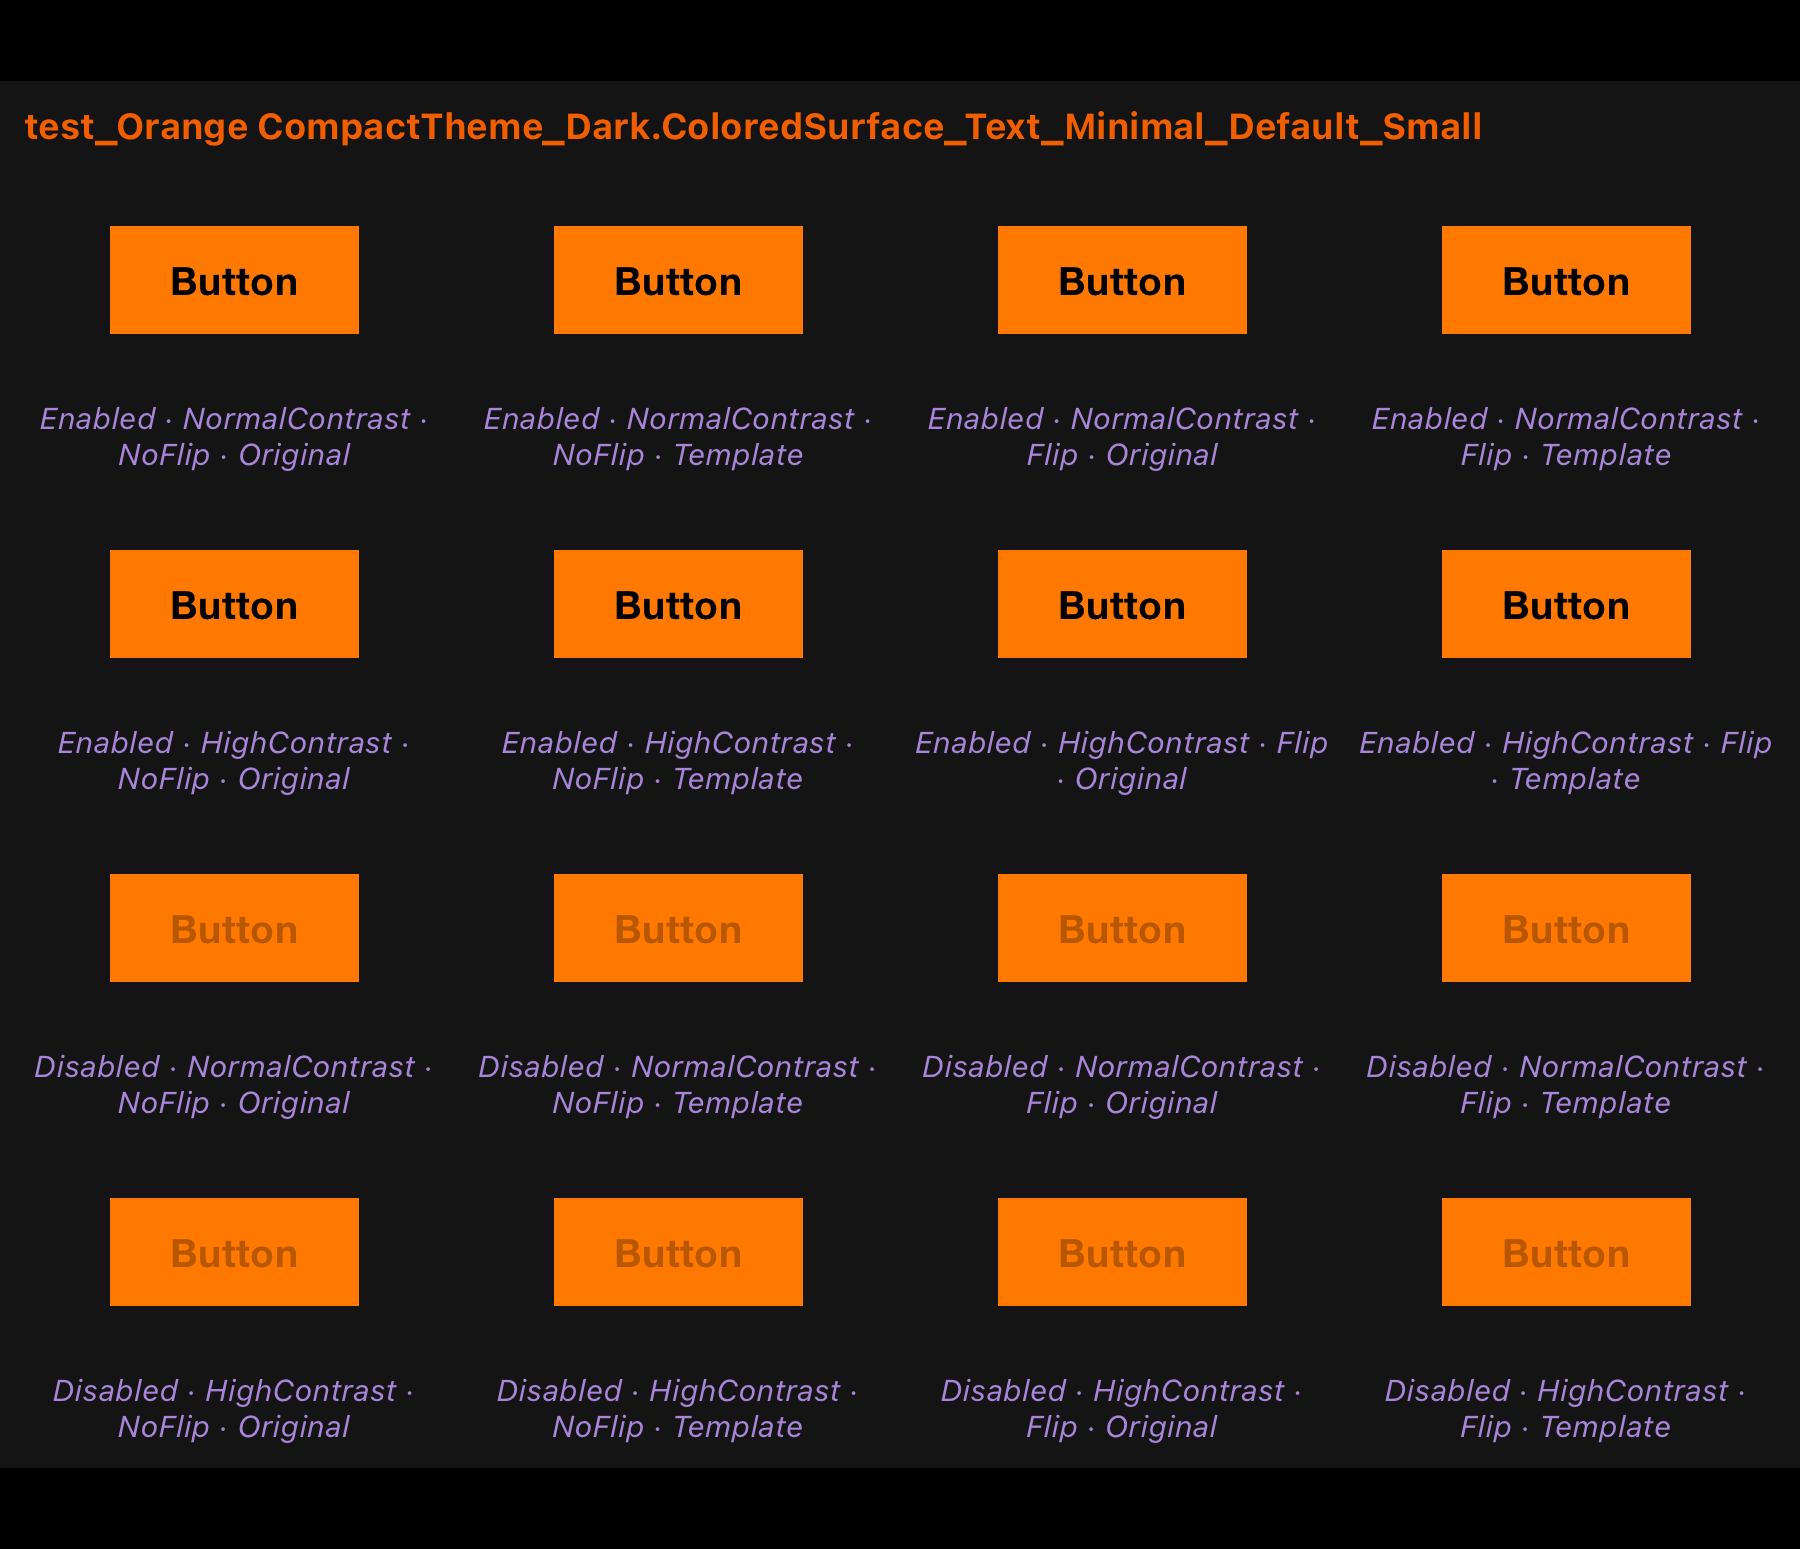 test_Orange CompactTheme_Dark.ColoredSurface_Text_Minimal_Default_Small
Button Button Button Button
Enabled · NormalContrast · Enabled · NormalContrast · Enabled · NormalContrast · Enabled · NormalContrast ·
NoFlip · Original NoFlip · Template Flip · Original Flip · Template
Button Button Button Button
Enabled · HighContrast · Enabled · HighContrast · Enabled · HighContrast · Flip Enabled · HighContrast · Flip
NoFlip · Original NoFlip · Template · Original · Template
Button Button Button Button
Disabled · NormalContrast · Disabled · NormalContrast · Disabled · NormalContrast · Disabled · NormalContrast ·
NoFlip · Original NoFlip · Template Flip · Original Flip · Template
Button Button Button Button
Disabled · HighContrast · Disabled · HighContrast · Disabled · HighContrast · Disabled · HighContrast ·
NoFlip · Original NoFlip · Template Flip · Original Flip · Template